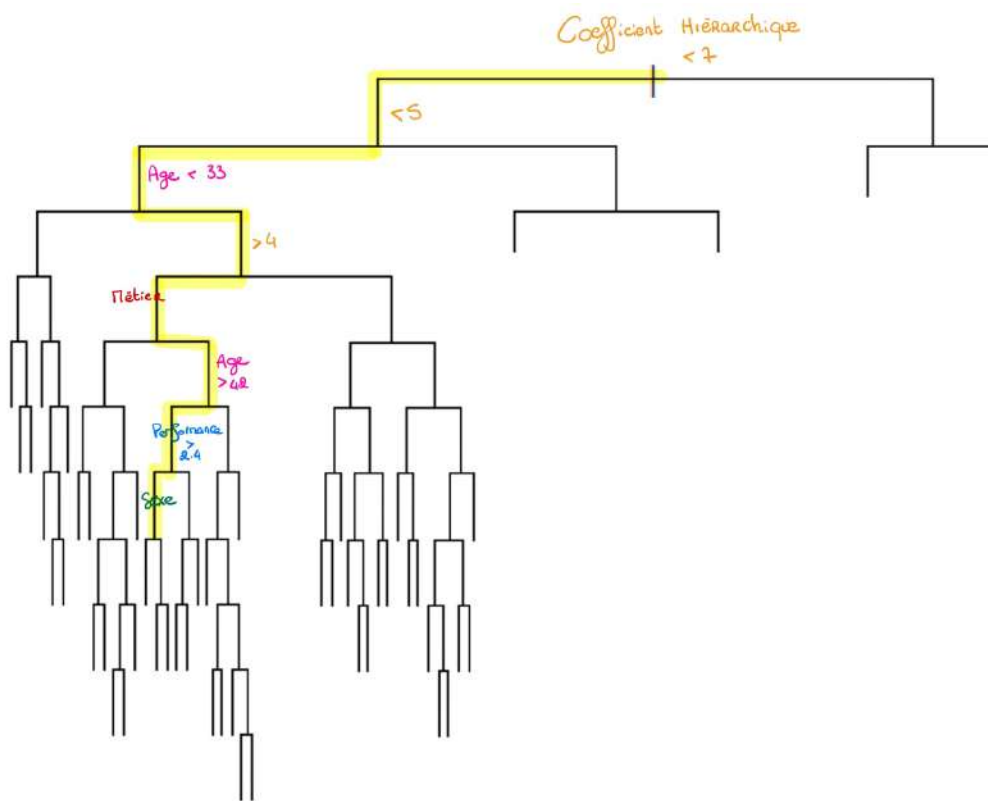 Coefficient HIÉRARCHIQUE
< 7
< 5
Age < 33
> 4
Métier
Age
> 42
Performance
>
2.4
Sexe